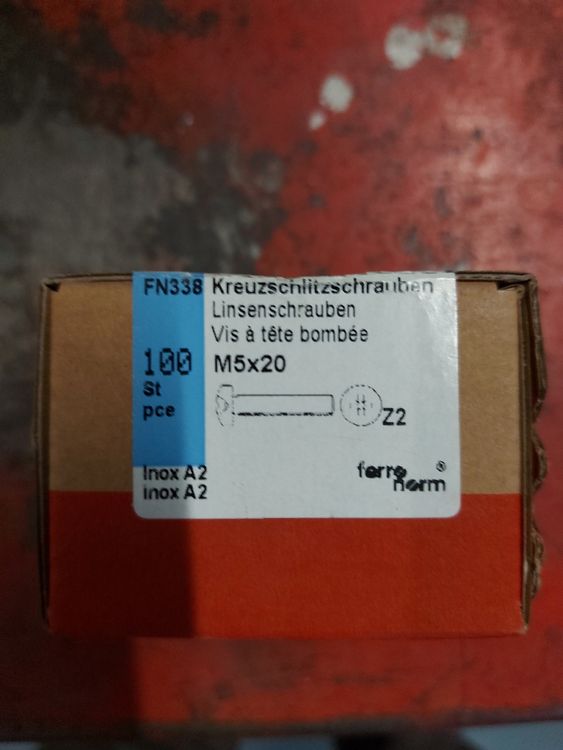 FN338 Kreuzschlitzschrauben
Linsenschrauben
Vis à tête bombée
100 M5x20
St
pce
Z2
Inox A2
inox A2
ferro ®
norm